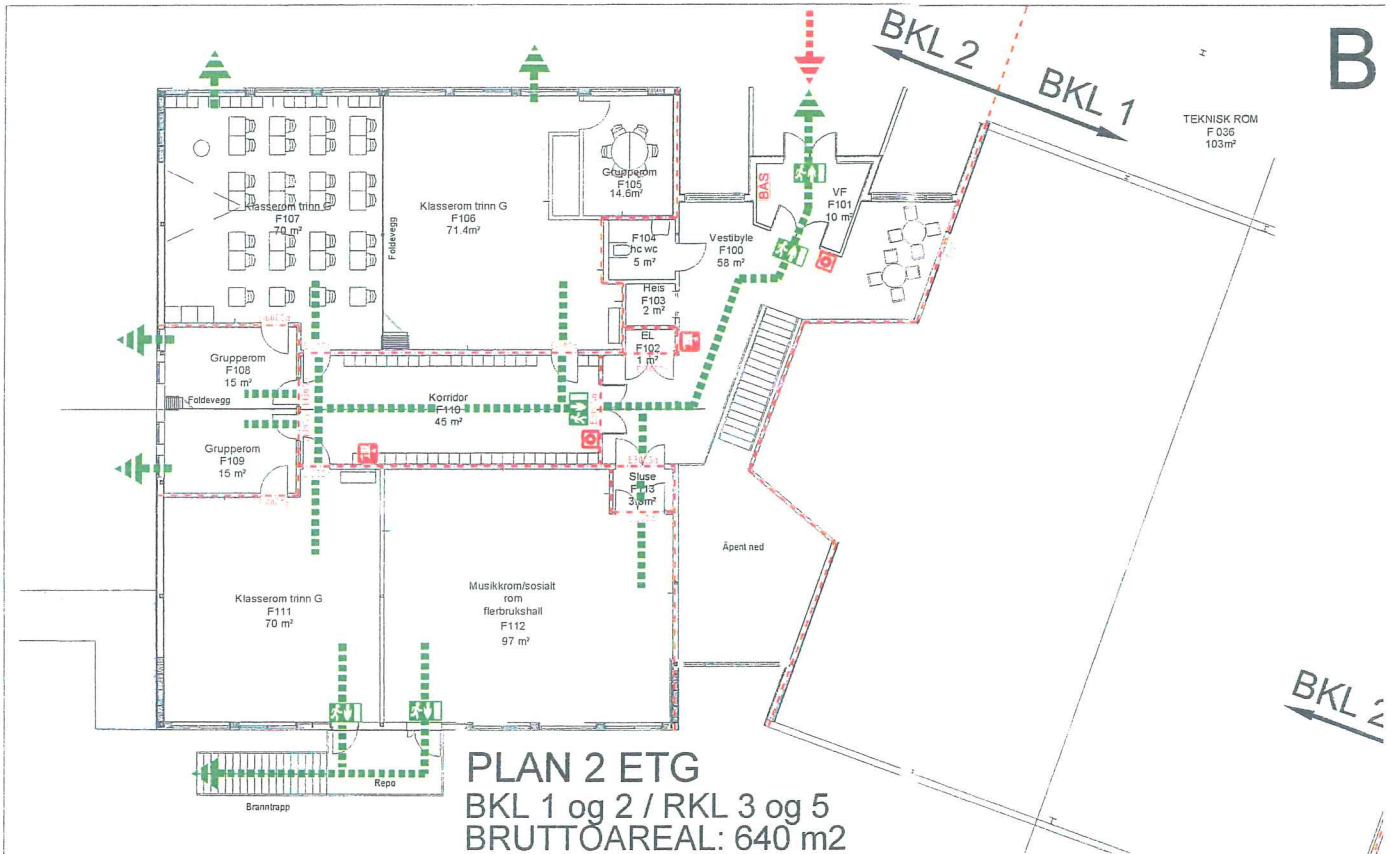 BKL 2
BKL 1
B
TEKNISK ROM
F 036
103m²
Klasserom trinn G
F107
70 m²
Foldevegg
Klasserom trinn G
F106
71.4m²
Grupperom
F105
14.6m²
F104
hc wc
5 m²
Vestibyle
F100
58 m²
BAS
VF
F101
10 m²
Heis
F103
2 m²
EL
F102
1 m²
Grupperom
F108
15 m²
Foldevegg
Korridor
F110
45 m²
Grupperom
F109
15 m²
Sluse
F113
Åpent ned
Klasserom trinn G
F111
70 m²
Musikkrom/sosialt
rom
flerbrukshall
F112
97 m²
BKL 2
Repo
Branntrapp
PLAN 2 ETG
BKL 1 og 2 / RKL 3 og 5
BRUTTOAREAL: 640 m2